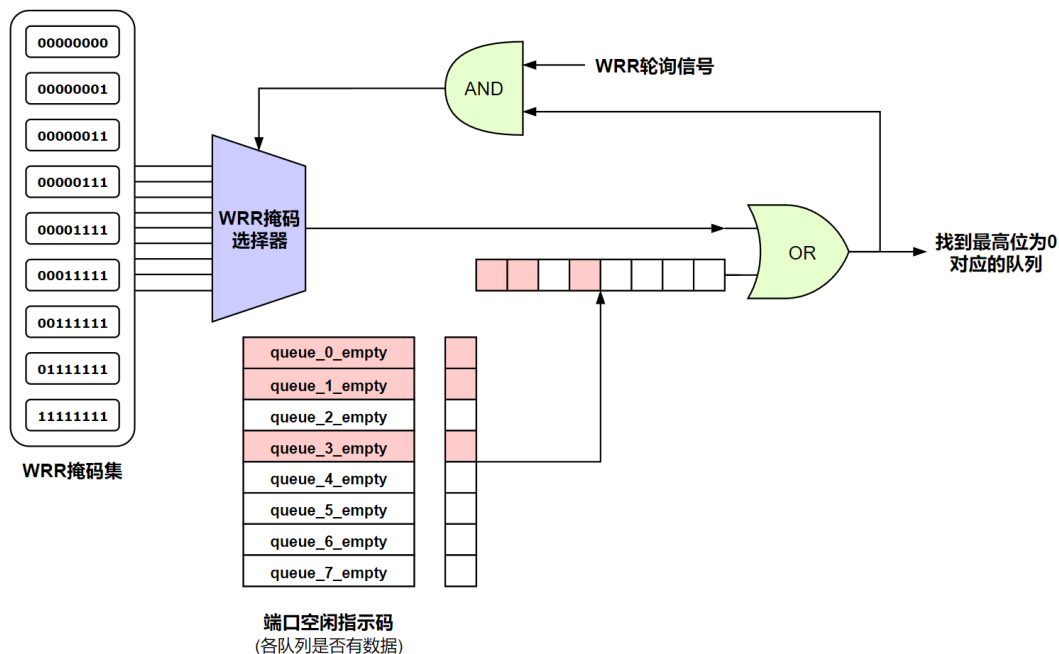 00000000
00000001
00000011
00000111
00001111
00011111
00111111
01111111
11111111
WRR掩码集
WRR掩码
选择器
AND
WRR轮询信号
OR
找到最高位为0
对应的队列
queue_0_empty
queue_1_empty
queue_2_empty
queue_3_empty
queue_4_empty
queue_5_empty
queue_6_empty
queue_7_empty
端口空闲指示码
(各队列是否有数据)